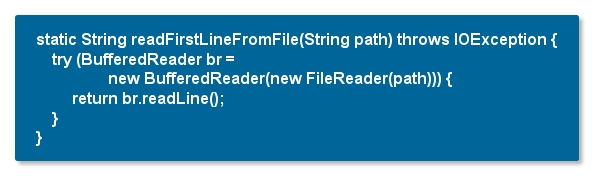 static String readFirstLineFromFile(String path) throws IOException {
try (BufferedReader br =
new BufferedReader(new FileReader(path))) {
return br.readLine();
}
}